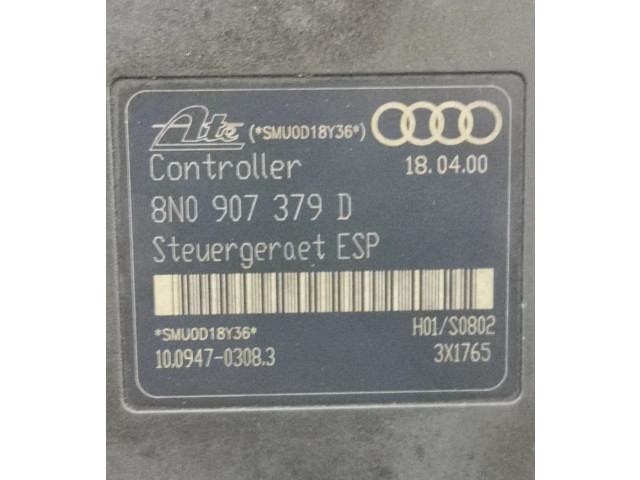 Ate (*SMU0D18Y36*)
Controller 18.04.00
8N0 907 379 D
Steuergeraet ESP
*SMU0D18Y36* H01/S0802
10.0947-0308.3 3X1765